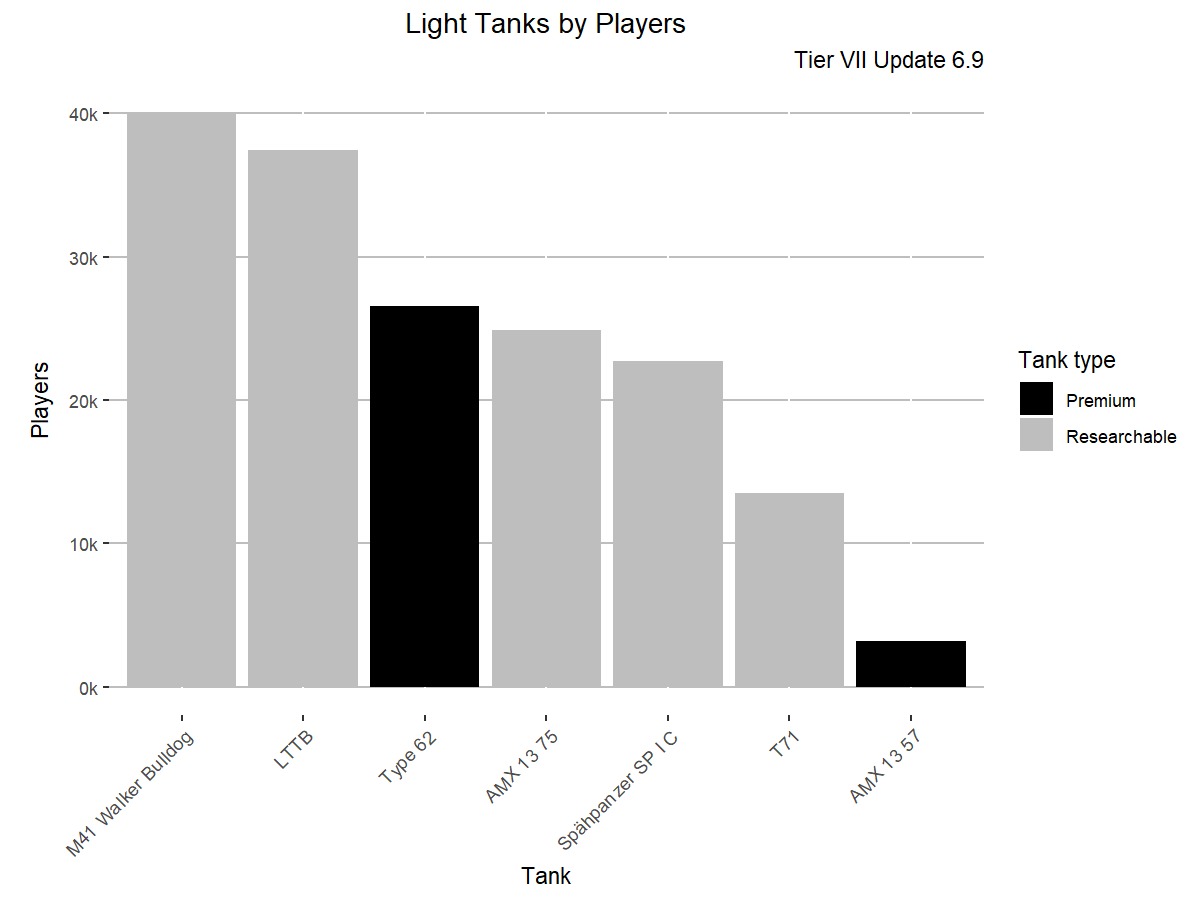 Light Tanks by Players
Tier VII Update 6.9
Players
40k
30k
20k
10k
0k
M41 Walker Bulldog
LTTB
Type 62
AMX 13 75
Spähpanzer SP I C
T71
AMX 13 57
Tank
Tank type
Premium
Researchable